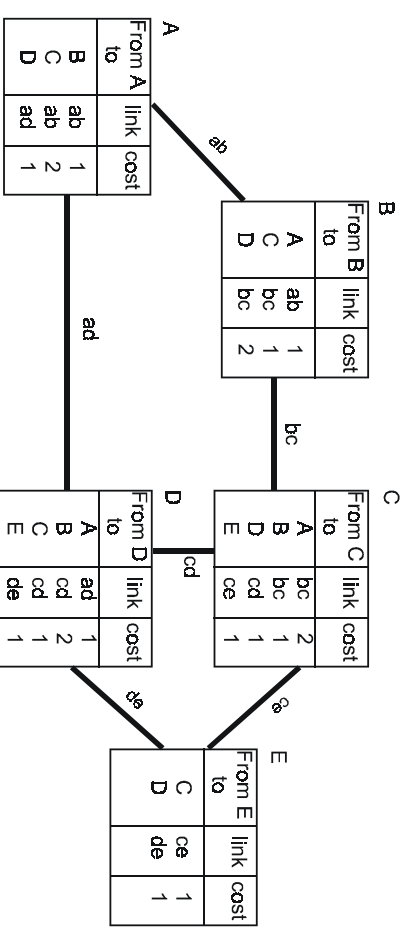 A
From A to link cost
B ab 1
C ab 2
D ad 1
ab
B
From B to link cost
A ab 1
C bc 1
D bc 2
ad
bc
C
From C to link cost
A bc 2
B bc 1
D cd 1
E ce 1
cd
D
From D to link cost
A ad 1
B cd 2
C cd 1
E de 1
ce
de
E
From E to link cost
C ce 1
D de 1